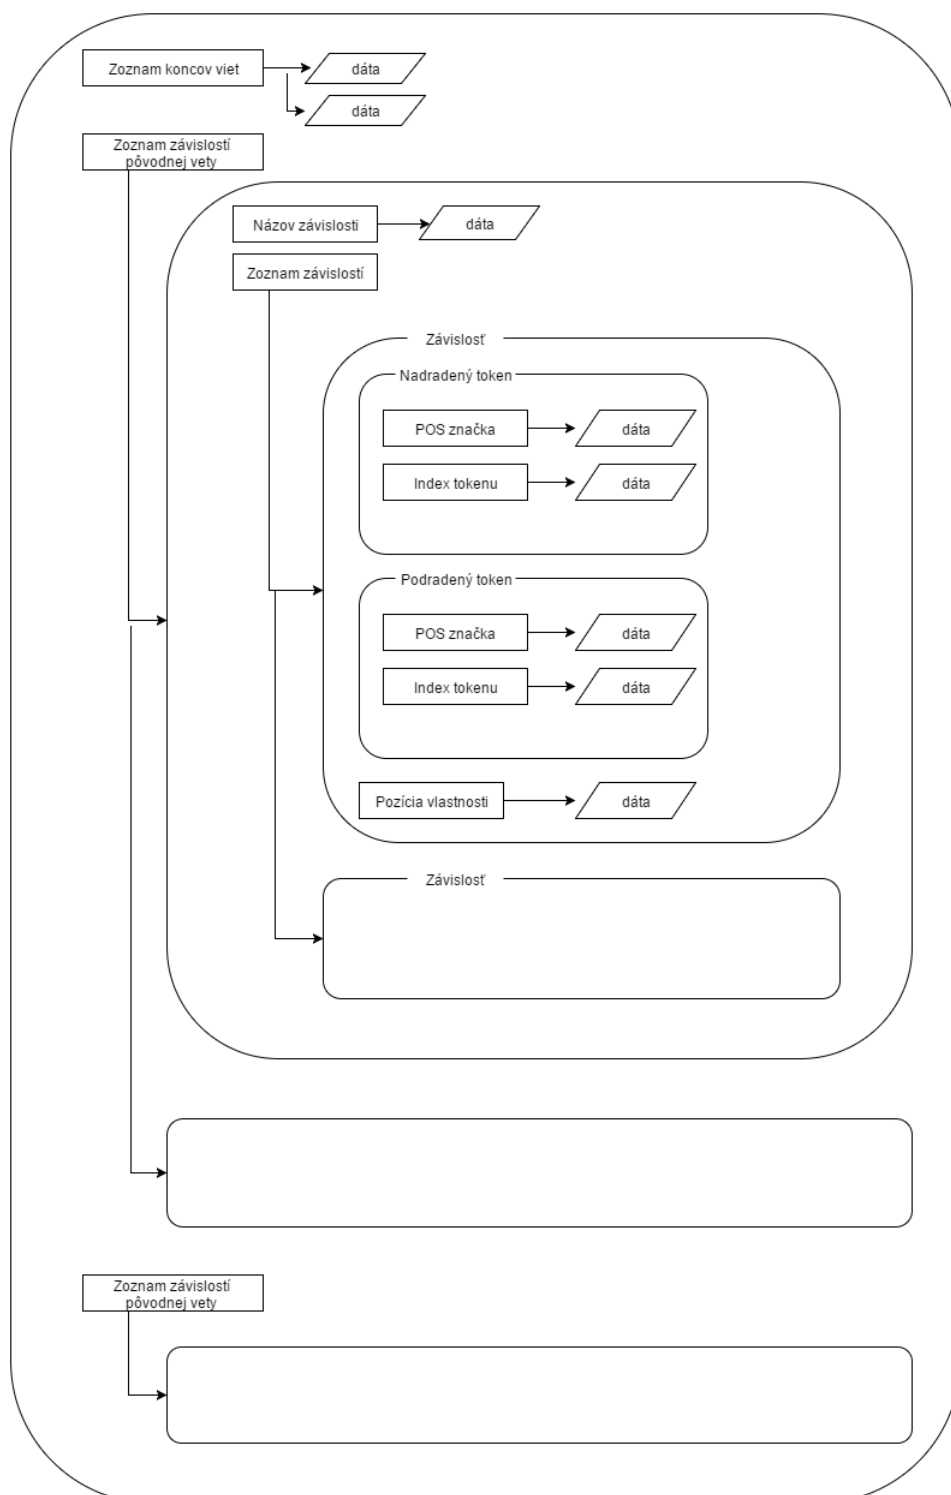 Zoznam koncov viet
dáta
dáta
Zoznam závislostí
pôvodnej vety
Názov závislosti
dáta
Zoznam závislostí
Závislosť
Nadradený token
POS značka
dáta
Index tokenu
dáta
Podradený token
POS značka
dáta
Index tokenu
dáta
Pozícia vlastnosti
dáta
Závislosť
Zoznam závislostí
pôvodnej vety